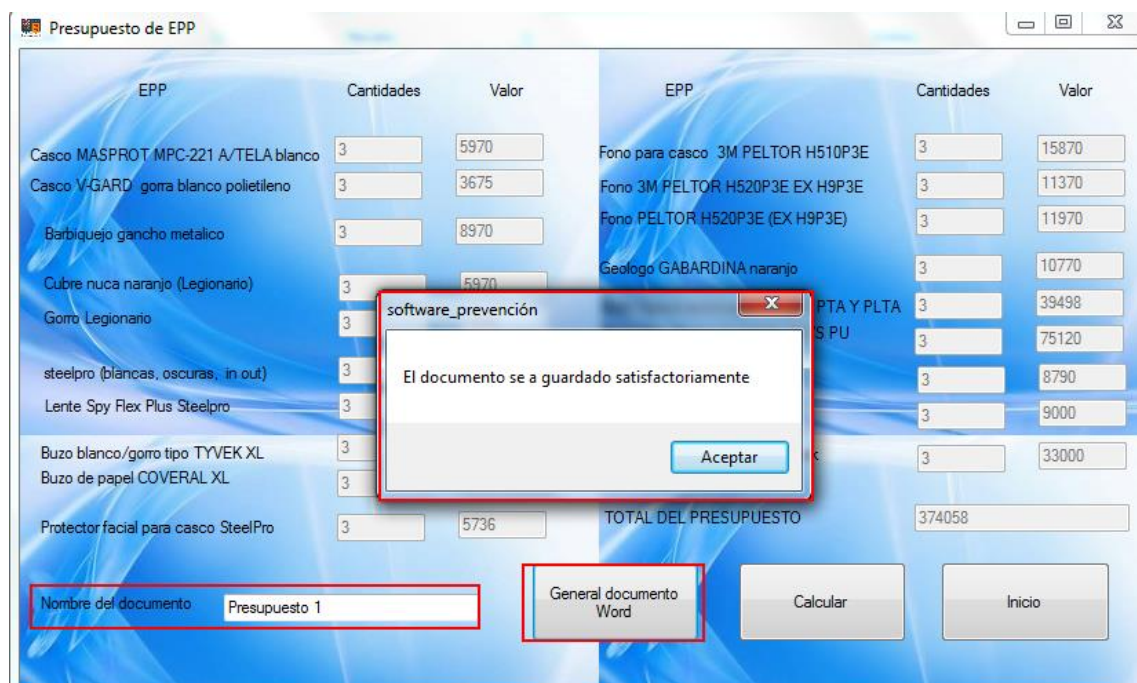 Presupuesto de EPP
EPP Cantidades Valor EPP Cantidades Valor
Casco MASPROT MPC-221 A/TELA blanco 3 5970 Fono para casco 3M PELTOR H510P3E 3 15870
Casco V-GARD gorra blanco polietileno 3 3675 Fono 3M PELTOR H520P3E EX H9P3E 3 11370
Barbiquejo gancho metalico 3 8970 Fono PELTOR H520P3E (EX H9P3E) 3 11970
Cubre nuca naranjo (Legionario) 3 5970 Geologo GABARDINA naranjo 3 10770
Gorro Legionario 3 PTA Y PLTA 3 39498
S PU 3 75120
steelpro (blancas, oscuras, in out) 3 3 8790
Lente Spy Flex Plus Steelpro 3 3 9000
Buzo blanco/gorro tipo TYVEK XL 3 3 33000
Buzo de papel COVERAL XL 3
Protector facial para casco SteelPro 3 5736 TOTAL DEL PRESUPUESTO 374058
software_prevención
El documento se a guardado satisfactoriamente
Aceptar
Nombre del documento Presupuesto 1
General documento
Word
Calcular
Inicio